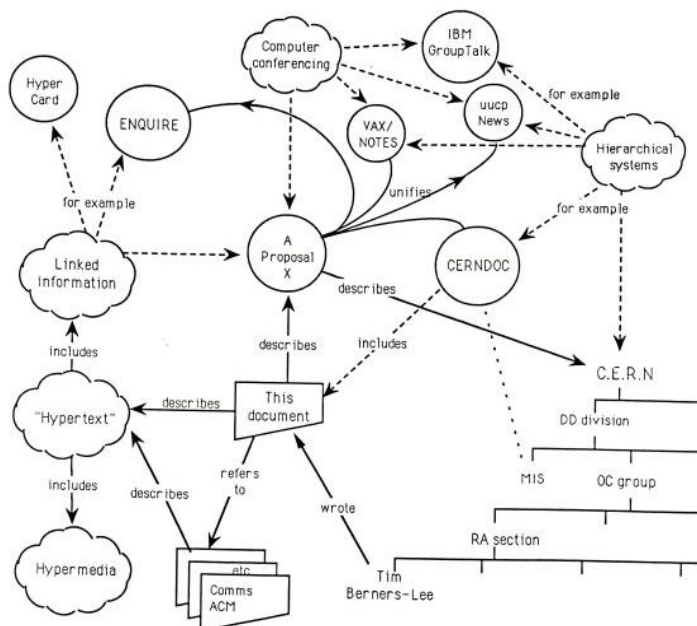 IBM
GroupTalk
Computer
conferencing
Hyper
Card
ENQUIRE
VAX/
NOTES
uucp
News
for example
Hierarchical
systems
unifies
for example
for example
Linked
information
A
Proposal
X
CERNDOC
describes
includes
describes
includes
C.E.R.N
This
document
describes
"Hypertext"
DD division
MIS
OC group
refers
to
describes
includes
wrote
RA section
Hypermedia
etc
Comms
ACM
Tim
Berners-Lee